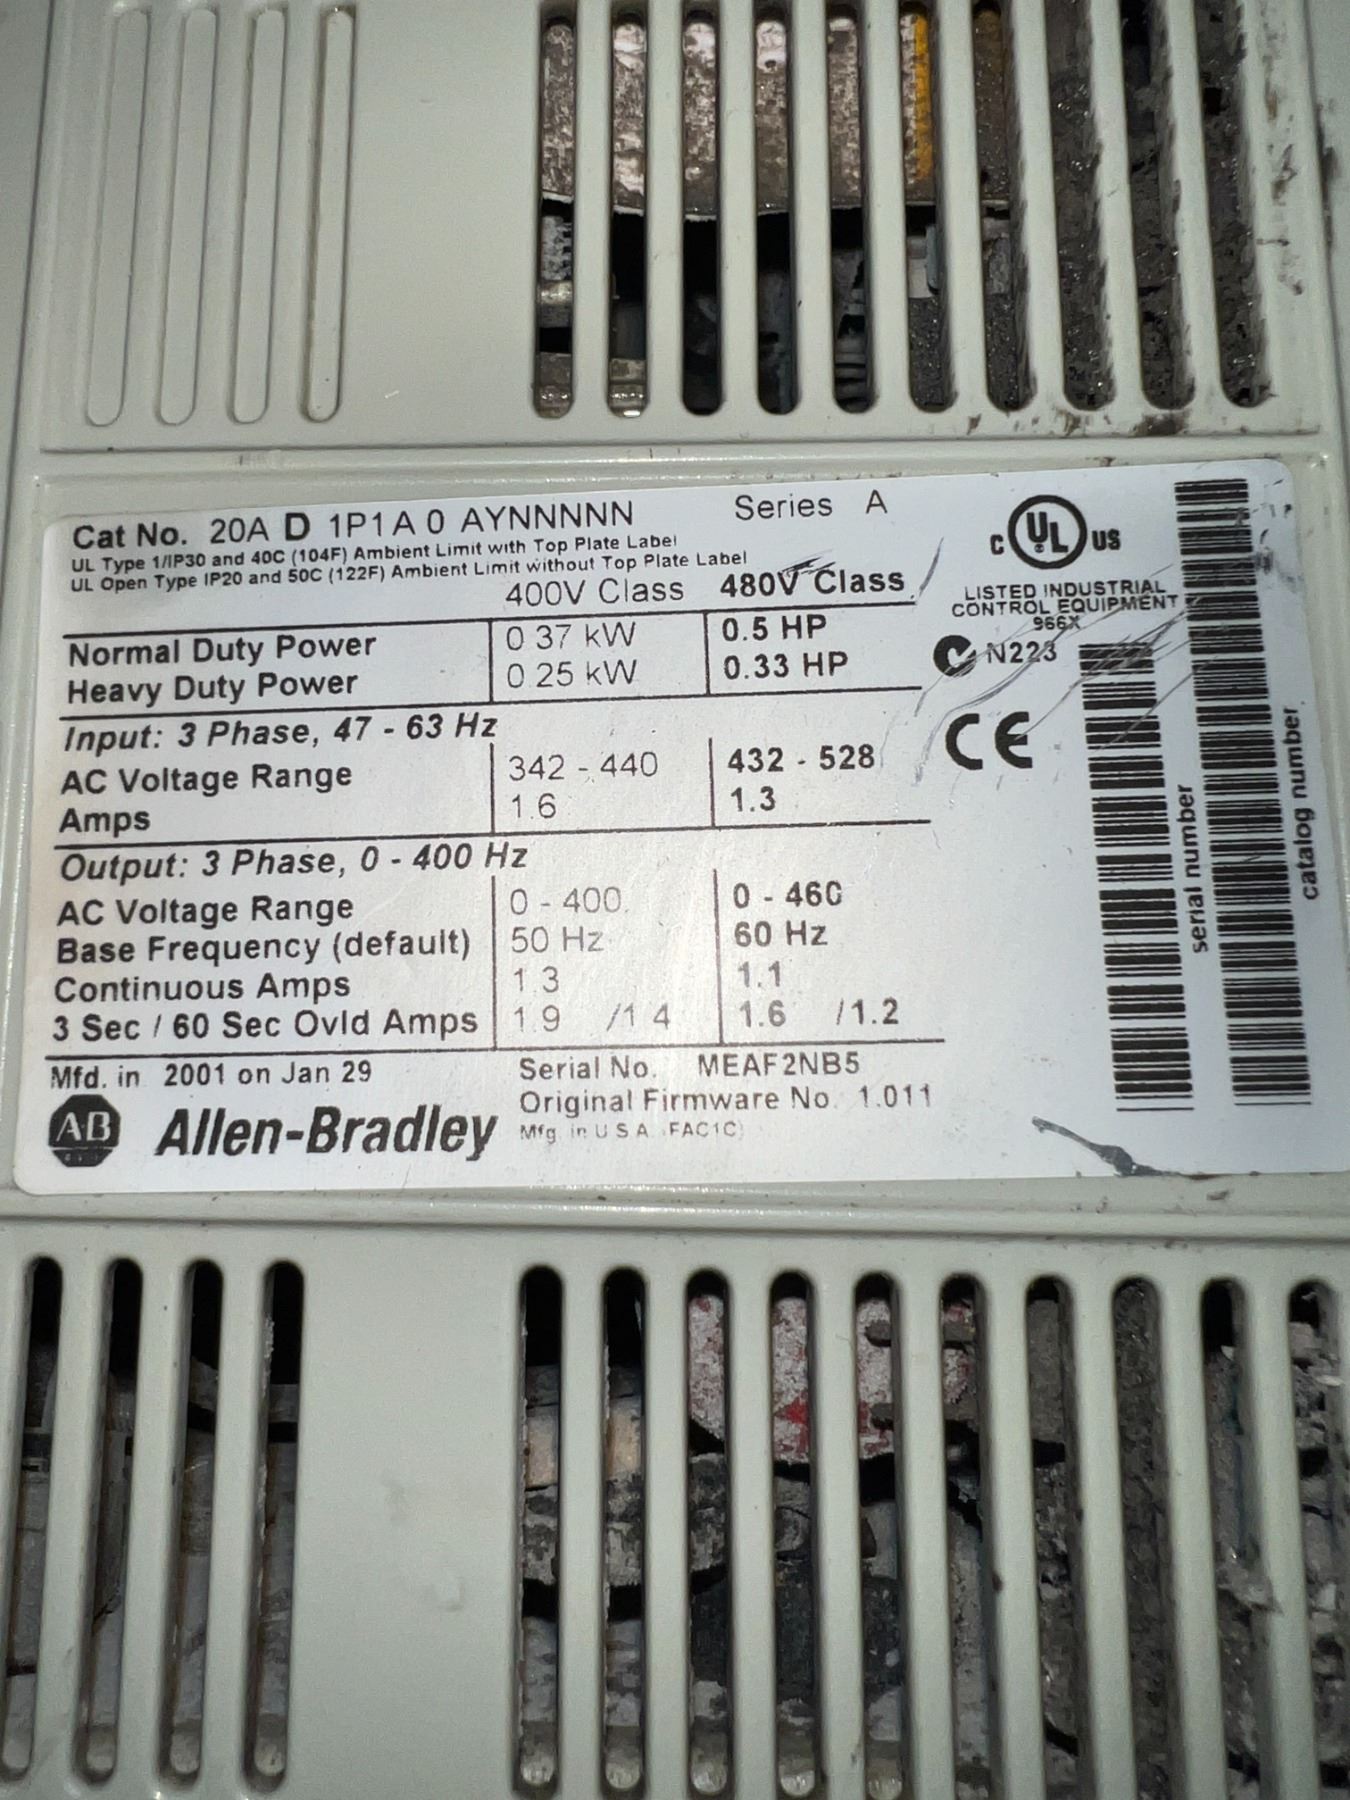 Cat No. 20A D 1P1 A 0 AYNNNNN Series A
UL Type 1/IP30 and 40C (104F) Ambient Limit with Top Plate Label
UL Open Type IP20 and 50C (122F) Ambient Limit without Top Plate Label
400V Class 480V Class
Normal Duty Power 0.37 kW 0.5 HP
Heavy Duty Power 0.25 kW 0.33 HP
Input: 3 Phase, 47 - 63 Hz
AC Voltage Range 342 - 440 432 - 528
Amps 1.6 1.3
Output: 3 Phase, 0 - 400 Hz
AC Voltage Range 0 - 400 0 - 460
Base Frequency (default) 50 Hz 60 Hz
Continuous Amps 1.3 1.1
3 Sec / 60 Sec Ovld Amps 1.9 /1.4 1.6 /1.2
Mfd. in 2001 on Jan 29
Serial No. MEAF2NB5
Original Firmware No. 1.011
Mfg. in U S A (FAC1C)
AB Allen-Bradley
C UL US
LISTED INDUSTRIAL
CONTROL EQUIPMENT
966X
N223
CE
serial number
catalog number